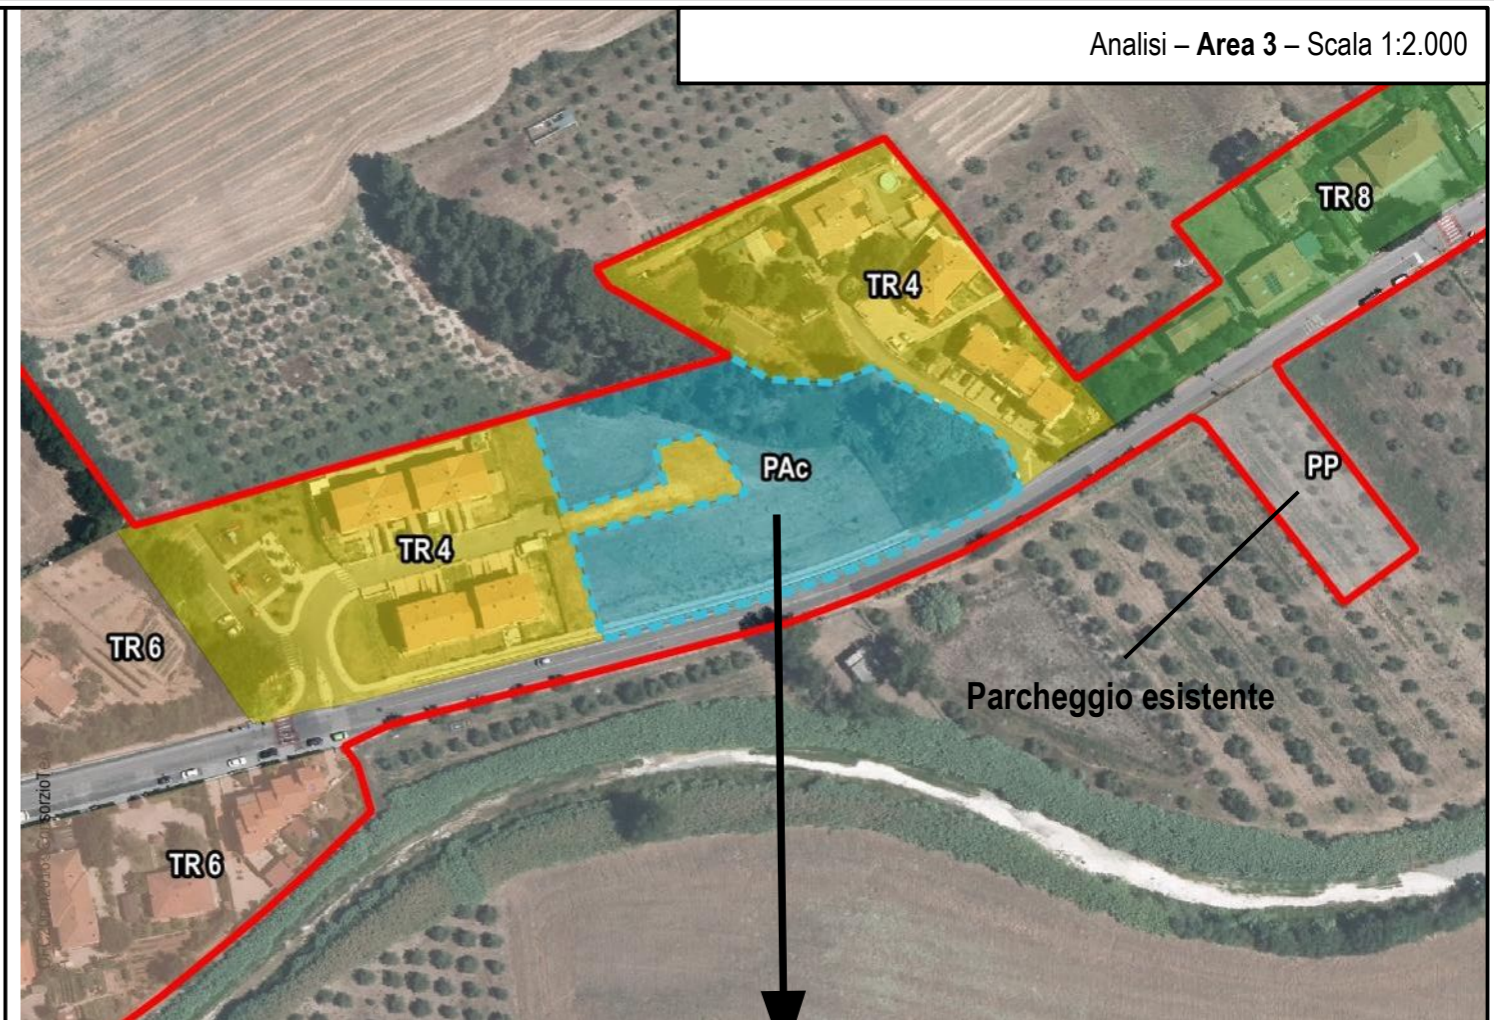 Analisi – Area 3 – Scala 1:2.000
TR 8
TR 4
PAc
PP
TR 4
TR 6
Parcheggio esistente
TR 6